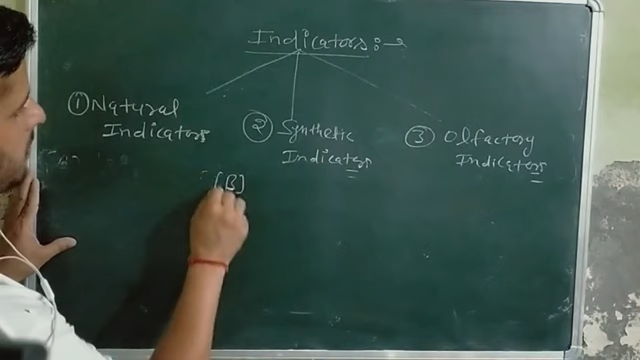 Indicators:→
① Natural
Indicators
② Synthetic
Indicators
③ Olfactory
Indicators
[B]